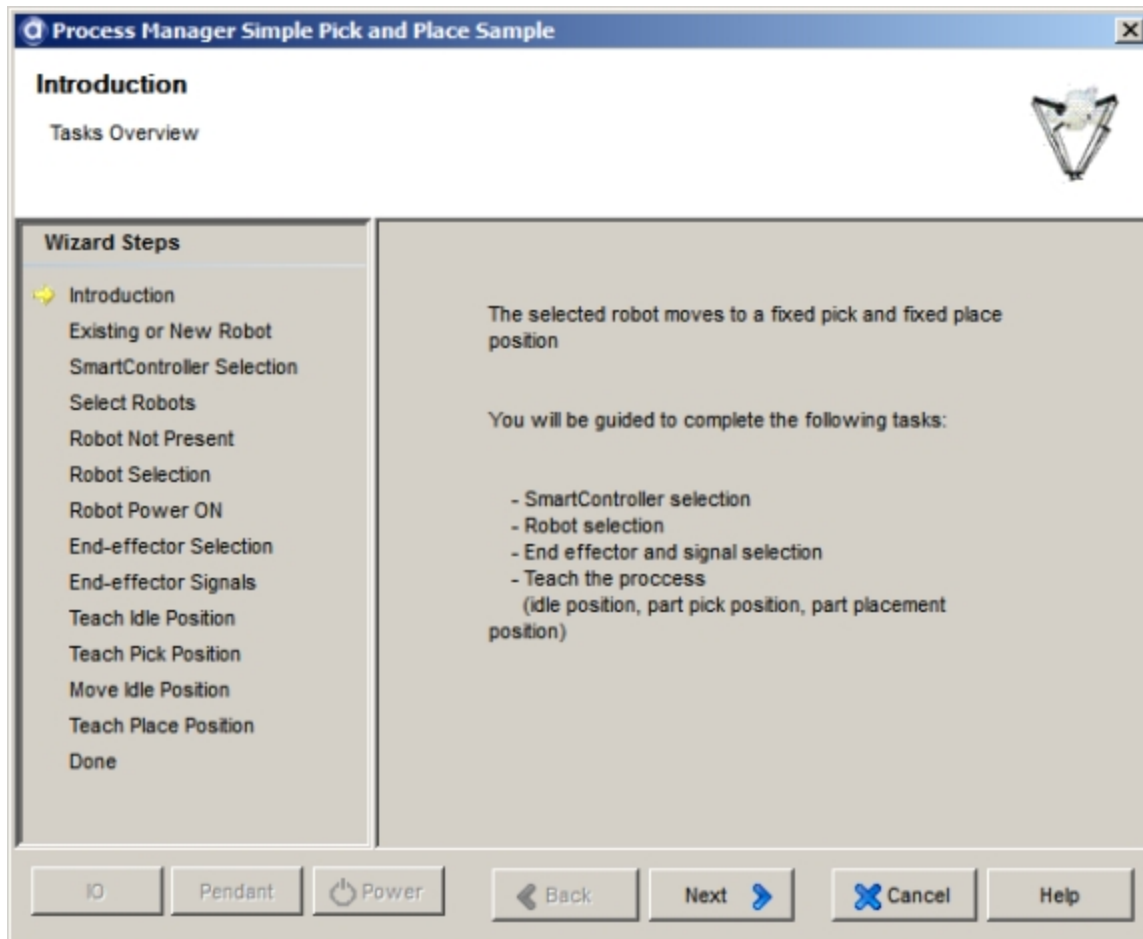 Process Manager Simple Pick and Place Sample
Introduction
Tasks Overview
Wizard Steps
Introduction
Existing or New Robot
SmartController Selection
Select Robots
Robot Not Present
Robot Selection
Robot Power ON
End-effector Selection
End-effector Signals
Teach Idle Position
Teach Pick Position
Move Idle Position
Teach Place Position
Done
The selected robot moves to a fixed pick and fixed place
position
You will be guided to complete the following tasks:
- SmartController selection
- Robot selection
- End effector and signal selection
- Teach the proccess
(idle position, part pick position, part placement
position)
IO
Pendant
Power
Back
Next
Cancel
Help